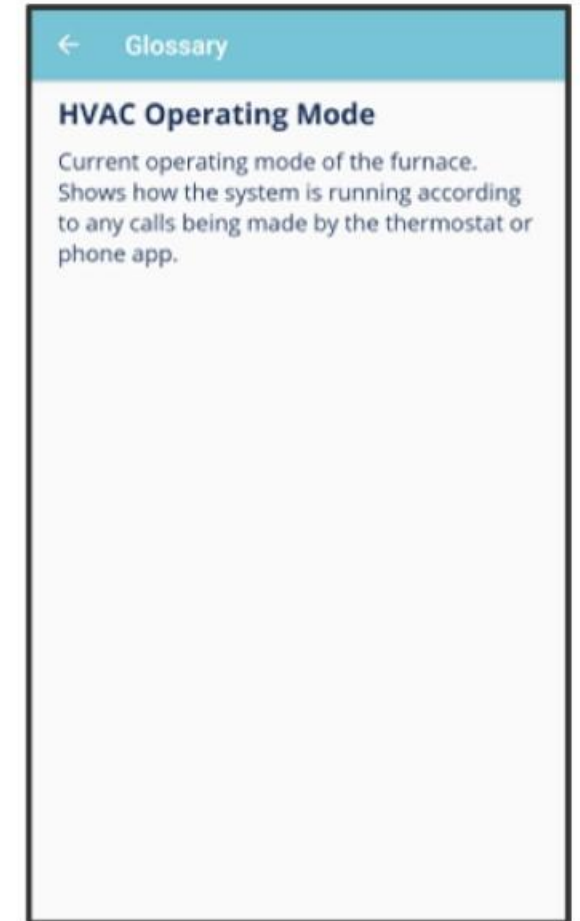 Glossary
HVAC Operating Mode
Current operating mode of the furnace.
Shows how the system is running according
to any calls being made by the thermostat or
phone app.